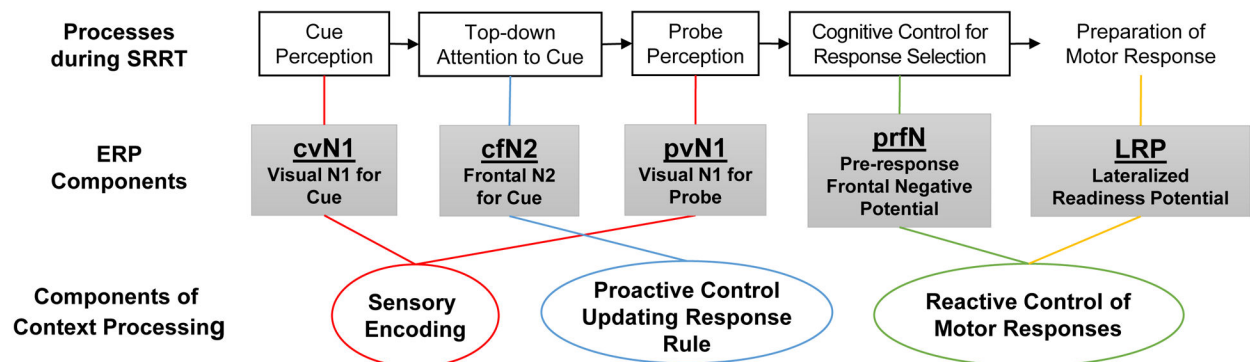 Processes
during SRRT
Cue
Perception
Top-down
Attention to Cue
Probe
Perception
Cognitive Control for
Response Selection
Preparation of
Motor Response
ERP
Components
cvN1
Visual N1 for
Cue
cfN2
Frontal N2
for Cue
pvN1
Visual N1 for
Probe
prfN
Pre-response
Frontal Negative
Potential
LRP
Lateralized
Readiness Potential
Components of
Context Processing
Sensory
Encoding
Proactive Control
Updating Response
Rule
Reactive Control of
Motor Responses